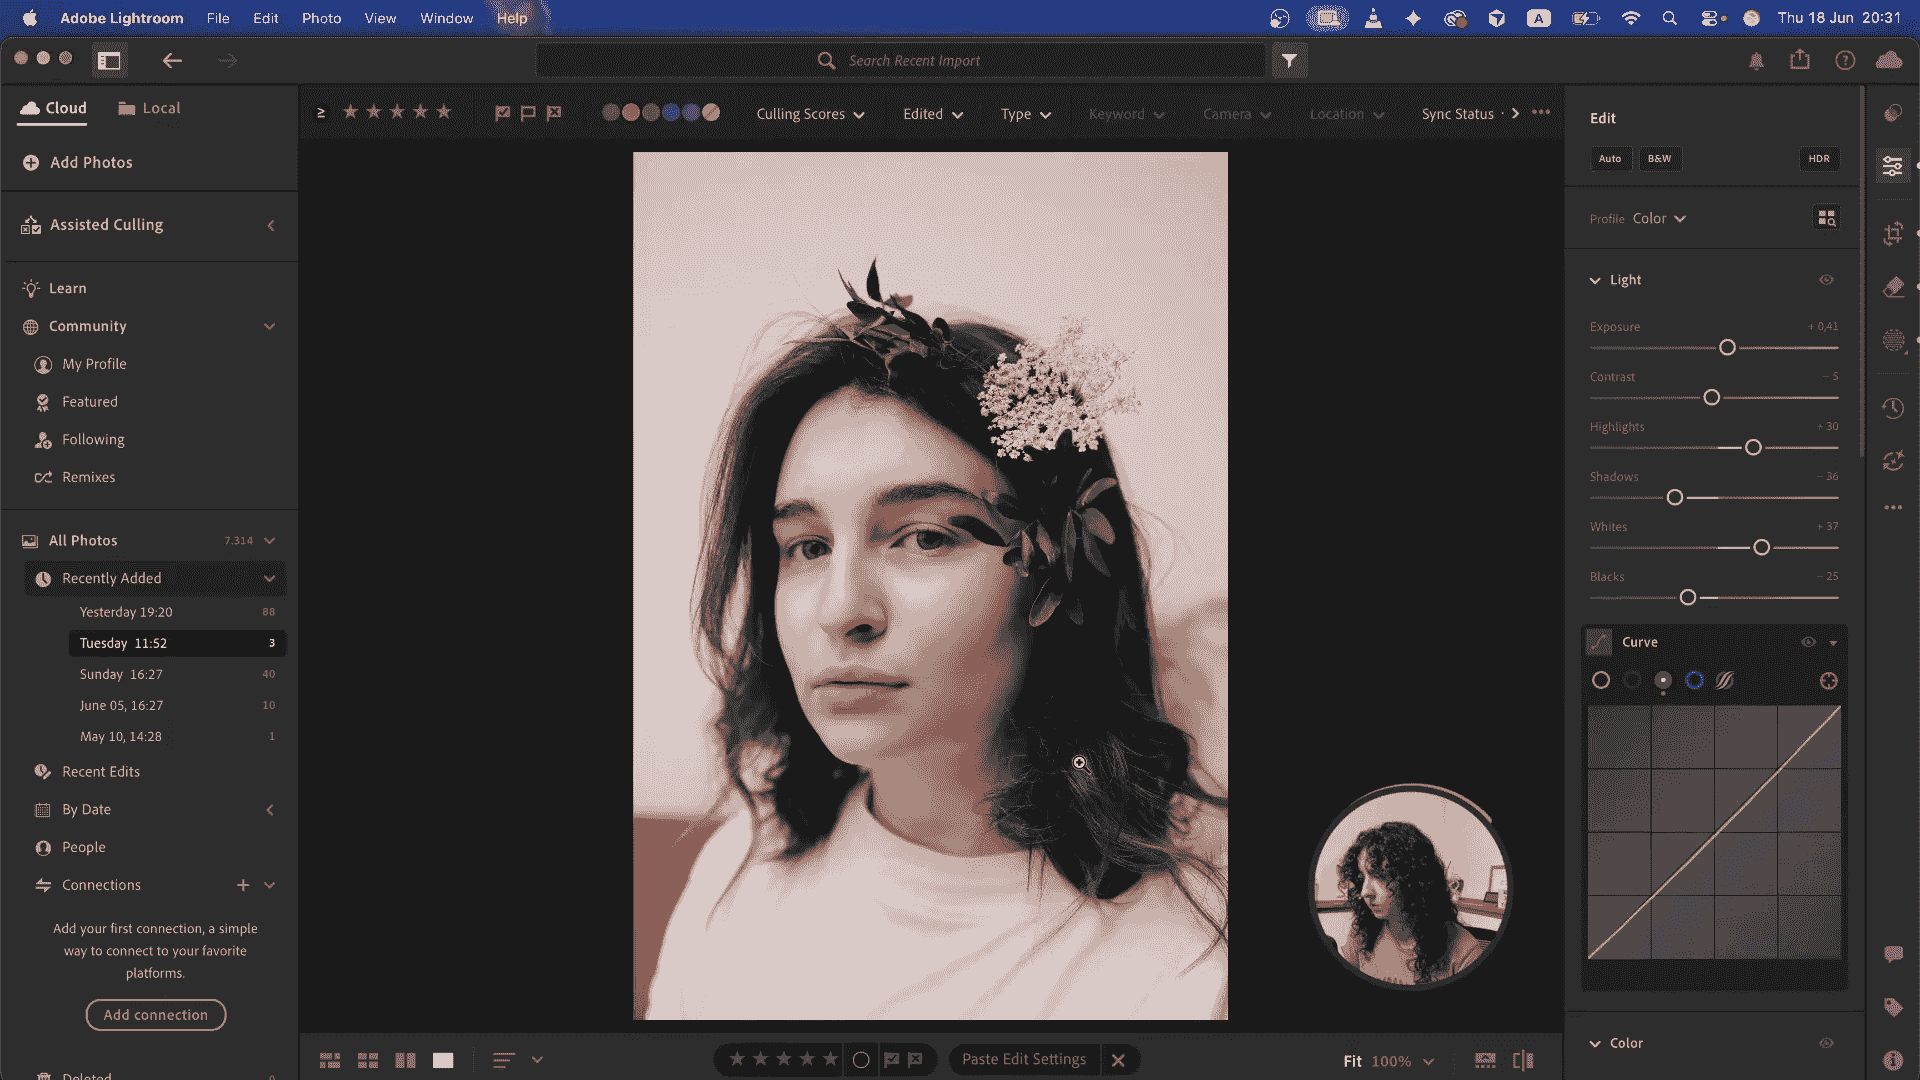 Adobe Lightroom File Edit Photo View Window Help A Thu 18 Jun 20:31
Search Recent Import
Cloud Local
≥ Culling Scores Edited Type Keyword Camera Location Sync Status
Add Photos
Assisted Culling
Learn
Community
My Profile
Featured
Following
Remixes
All Photos 7.314
Recently Added
Yesterday 19:20 88
Tuesday 11:52 3
Sunday 16:27 40
June 05, 16:27 10
May 10, 14:28 1
Recent Edits
By Date
People
Connections
Add your first connection, a simple
way to connect to your favorite
platforms.
Add connection
Deleted 0
Paste Edit Settings
Fit 100%
Edit
Auto B&W HDR
Profile Color
Light
Exposure + 0,41
Contrast – 5
Highlights + 30
Shadows – 36
Whites + 37
Blacks – 25
Curve
Color